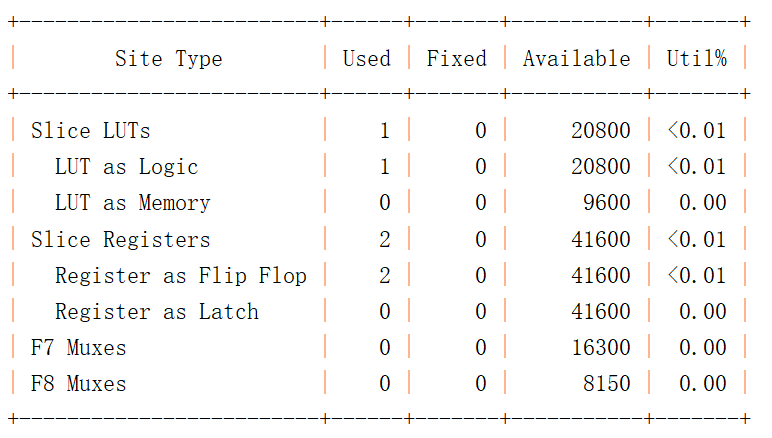 +-------------------------+------+-------+-----------+-------+
|        Site Type        | Used | Fixed | Available | Util% |
+-------------------------+------+-------+-----------+-------+
| Slice LUTs              |    1 |     0 |     20800 | <0.01 |
|   LUT as Logic          |    1 |     0 |     20800 | <0.01 |
|   LUT as Memory         |    0 |     0 |      9600 |  0.00 |
| Slice Registers         |    2 |     0 |     41600 | <0.01 |
|   Register as Flip Flop |    2 |     0 |     41600 | <0.01 |
|   Register as Latch     |    0 |     0 |     41600 |  0.00 |
| F7 Muxes                |    0 |     0 |     16300 |  0.00 |
| F8 Muxes                |    0 |     0 |      8150 |  0.00 |
+-------------------------+------+-------+-----------+-------+